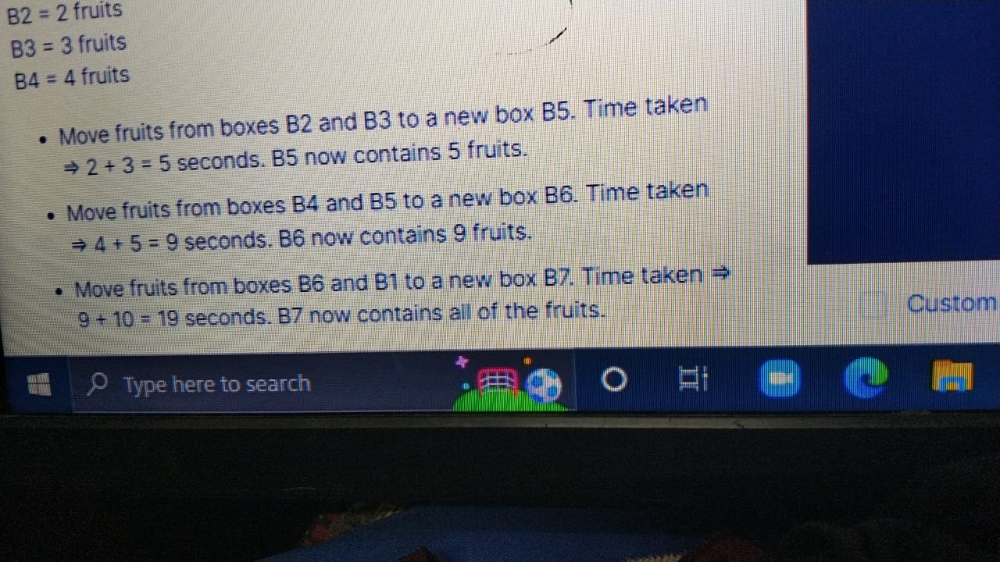 B2 = 2 fruits
B3 = 3 fruits
B4 = 4 fruits
• Move fruits from boxes B2 and B3 to a new box B5. Time taken
⇒ 2 + 3 = 5 seconds. B5 now contains 5 fruits.
• Move fruits from boxes B4 and B5 to a new box B6. Time taken
⇒ 4 + 5 = 9 seconds. B6 now contains 9 fruits.
• Move fruits from boxes B6 and B1 to a new box B7. Time taken ⇒
9 + 10 = 19 seconds. B7 now contains all of the fruits.
Custom
Type here to search